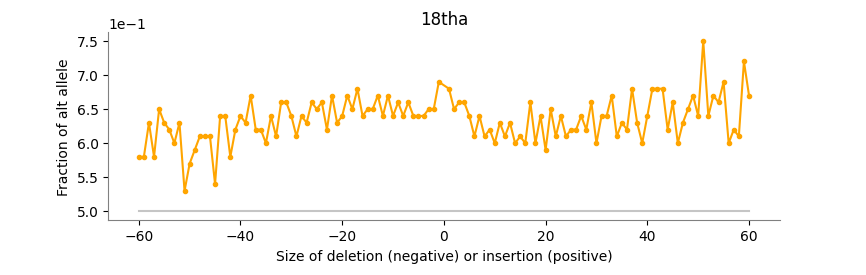 18tha
1e−1
7.5
7.0
6.5
6.0
5.5
5.0
Fraction of alt allele
−60 −40 −20 0 20 40 60
Size of deletion (negative) or insertion (positive)